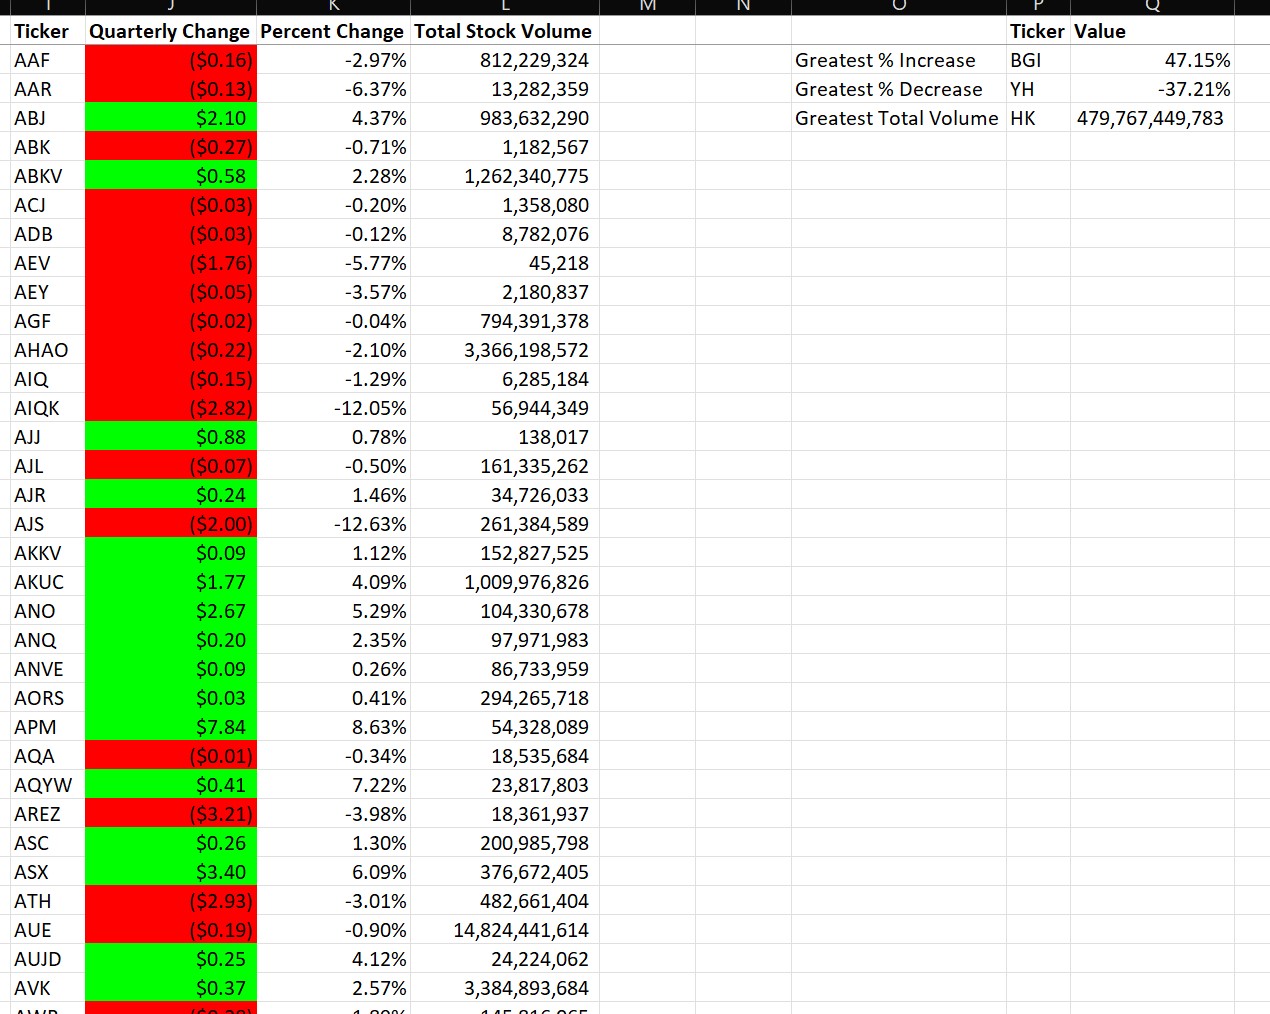 J K L M N O P Q
Ticker Quarterly Change Percent Change Total Stock Volume Ticker Value
AAF ($0.16) -2.97% 812,229,324 Greatest % Increase BGI 47.15%
AAR ($0.13) -6.37% 13,282,359 Greatest % Decrease YH -37.21%
ABJ $2.10 4.37% 983,632,290 Greatest Total Volume HK 479,767,449,783
ABK ($0.27) -0.71% 1,182,567
ABKV $0.58 2.28% 1,262,340,775
ACJ ($0.03) -0.20% 1,358,080
ADB ($0.03) -0.12% 8,782,076
AEV ($1.76) -5.77% 45,218
AEY ($0.05) -3.57% 2,180,837
AGF ($0.02) -0.04% 794,391,378
AHAO ($0.22) -2.10% 3,366,198,572
AIQ ($0.15) -1.29% 6,285,184
AIQK ($2.82) -12.05% 56,944,349
AJJ $0.88 0.78% 138,017
AJL ($0.07) -0.50% 161,335,262
AJR $0.24 1.46% 34,726,033
AJS ($2.00) -12.63% 261,384,589
AKKV $0.09 1.12% 152,827,525
AKUC $1.77 4.09% 1,009,976,826
ANO $2.67 5.29% 104,330,678
ANQ $0.20 2.35% 97,971,983
ANVE $0.09 0.26% 86,733,959
AORS $0.03 0.41% 294,265,718
APM $7.84 8.63% 54,328,089
AQA ($0.01) -0.34% 18,535,684
AQYW $0.41 7.22% 23,817,803
AREZ ($3.21) -3.98% 18,361,937
ASC $0.26 1.30% 200,985,798
ASX $3.40 6.09% 376,672,405
ATH ($2.93) -3.01% 482,661,404
AUE ($0.19) -0.90% 14,824,441,614
AUJD $0.25 4.12% 24,224,062
AVK $0.37 2.57% 3,384,893,684